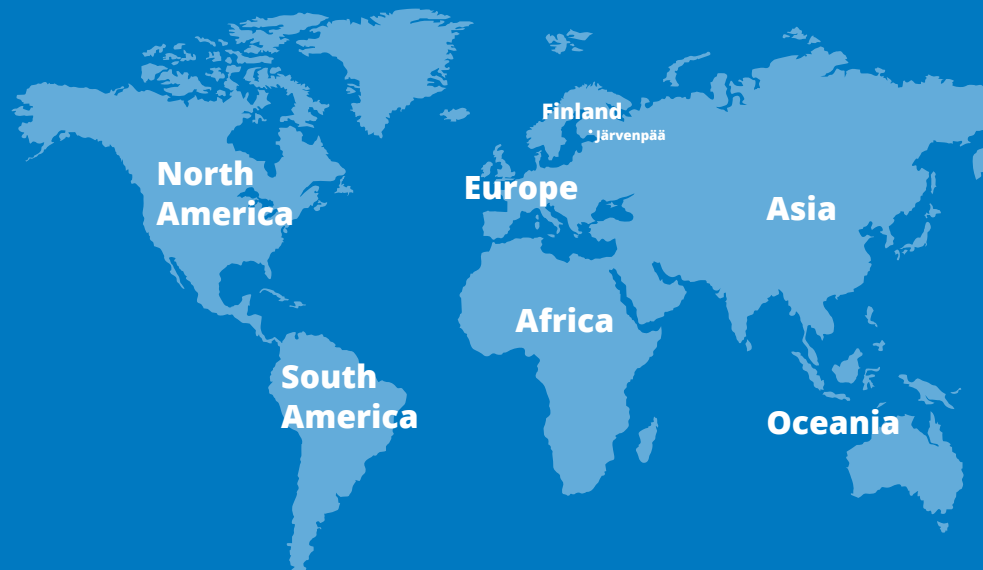 Finland
Järvenpää
North
America
Europe
Asia
Africa
South
America
Oceania